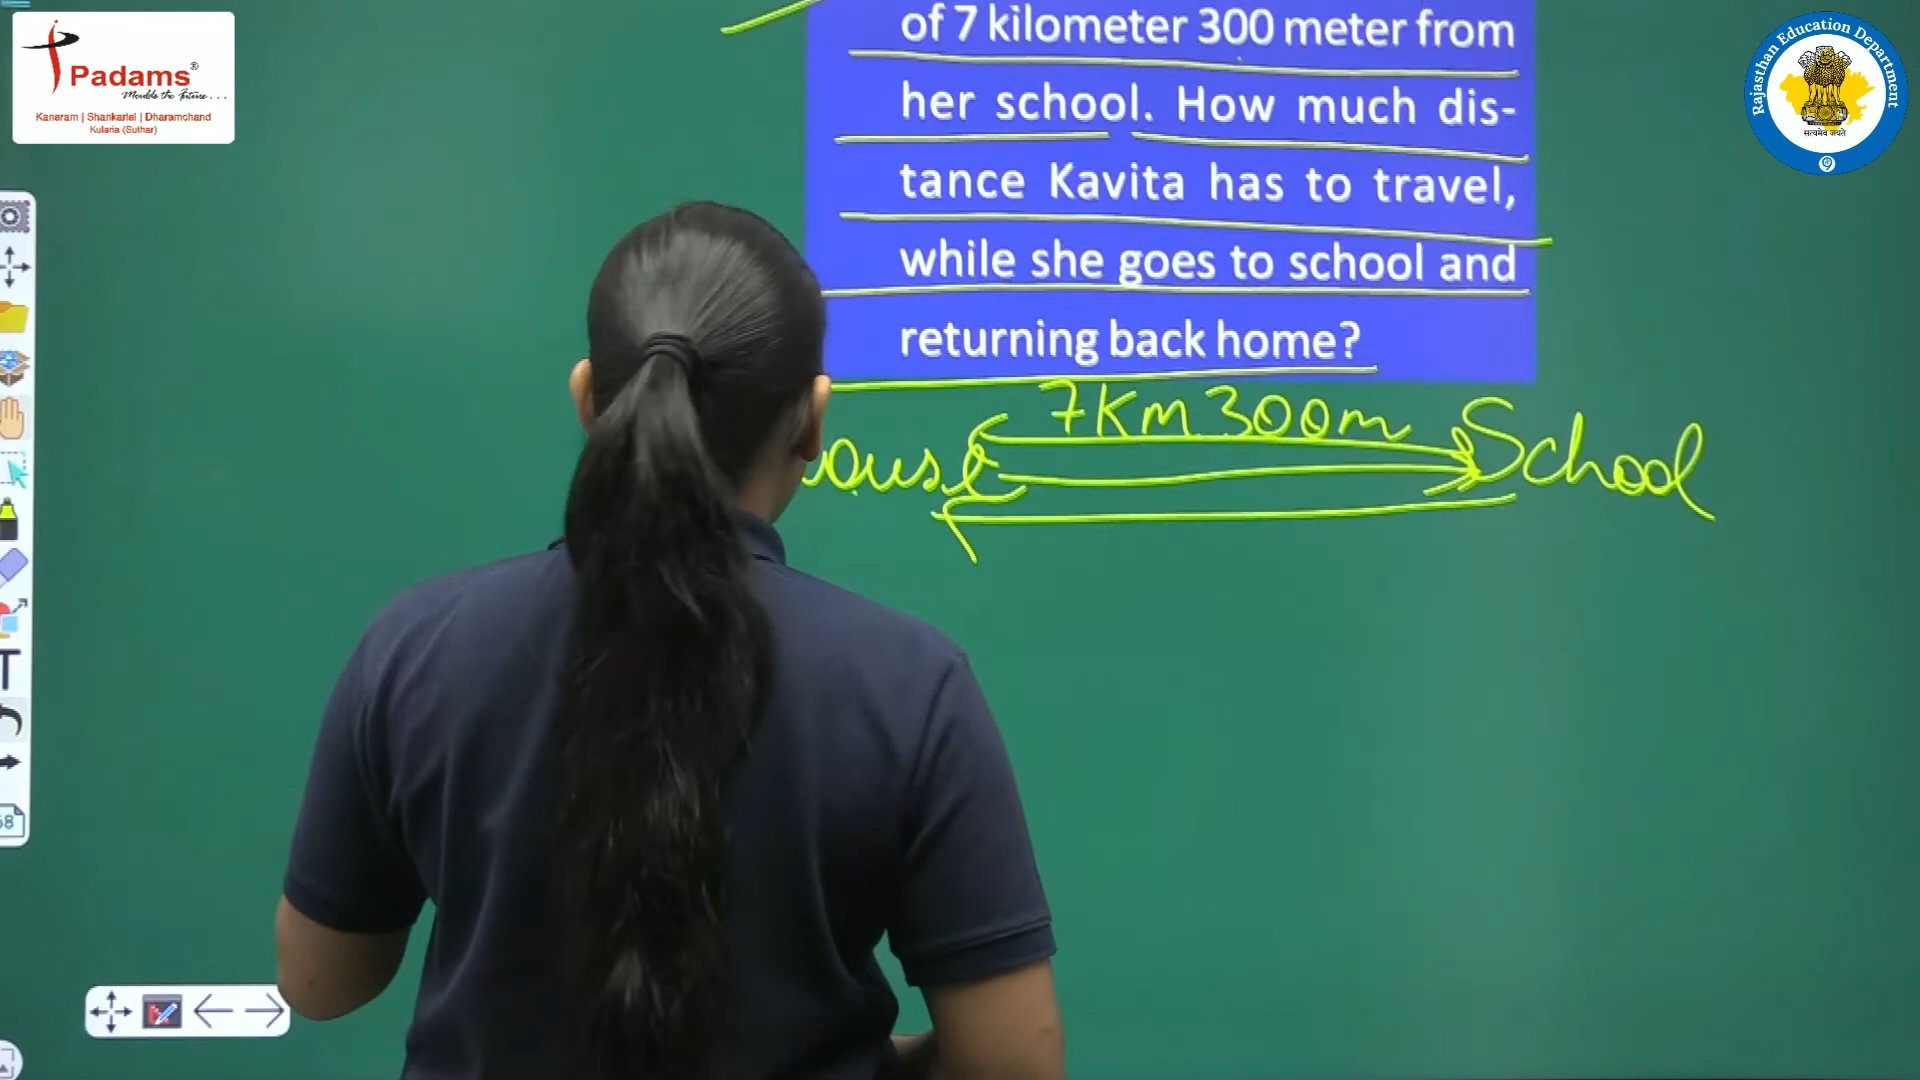 Padams®
Moulds the Future...
Kanaram | Shankarlal | Dharamchand
Kularia (Suthar)
of 7 kilometer 300 meter from
her school. How much dis-
tance Kavita has to travel,
while she goes to school and
returning back home?
7Km 300m
ouse School
Rajasthan Education Department
सत्यमेव जयते
T
68